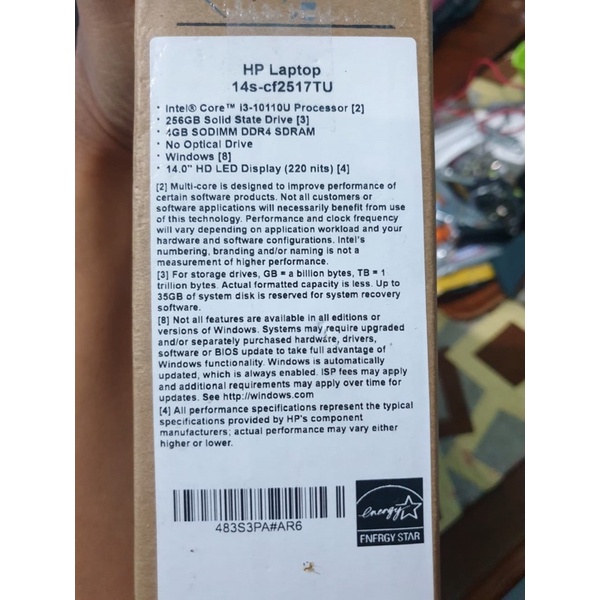 HP Laptop
14s-cf2517TU
• Intel® Core™ i3-10110U Processor [2]
• 256GB Solid State Drive [3]
• 4GB SODIMM DDR4 SDRAM
• No Optical Drive
• Windows [8]
• 14.0" HD LED Display (220 nits) [4]
[2] Multi-core is designed to improve performance of
certain software products. Not all customers or
software applications will necessarily benefit from use
of this technology. Performance and clock frequency
will vary depending on application workload and your
hardware and software configurations. Intel's
numbering, branding and/or naming is not a
measurement of higher performance.
[3] For storage drives, GB = a billion bytes, TB = 1
trillion bytes. Actual formatted capacity is less. Up to
35GB of system disk is reserved for system recovery
software.
[8] Not all features are available in all editions or
versions of Windows. Systems may require upgraded
and/or separately purchased hardware, drivers,
software or BIOS update to take full advantage of
Windows functionality. Windows is automatically
updated, which is always enabled. ISP fees may apply
and additional requirements may apply over time for
updates. See http://windows.com
[4] All performance specifications represent the typical
specifications provided by HP's component
manufacturers; actual performance may vary either
higher or lower.
483S3PA#AR6
energy
ENERGY STAR